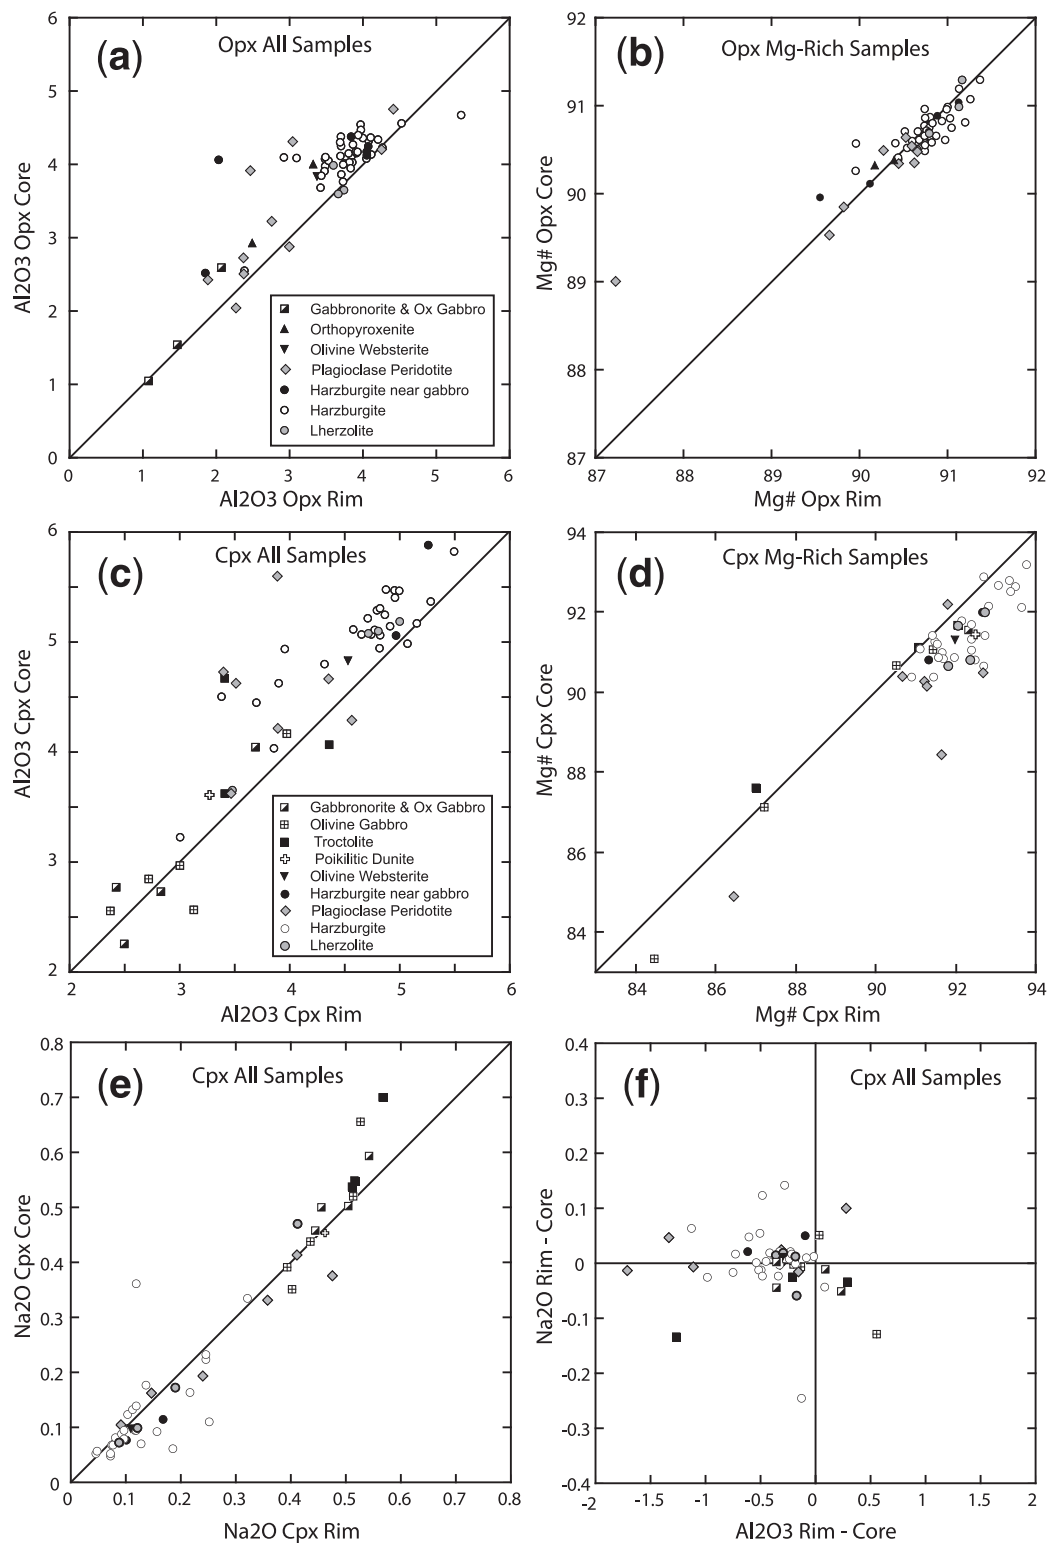 (a)
Opx All Samples
6
5
4
3
2
1
0
Al2O3 Opx Core
Gabbronorite & Ox Gabbro
Orthopyroxenite
Olivine Websterite
Plagioclase Peridotite
Harzburgite near gabbro
Harzburgite
Lherzolite
0 1 2 3 4 5 6
Al2O3 Opx Rim
(b)
Opx Mg-Rich Samples
92
91
90
89
88
87
Mg# Opx Core
87 88 89 90 91 92
Mg# Opx Rim
(c)
Cpx All Samples
6
5
4
3
2
Al2O3 Cpx Core
Gabbronorite & Ox Gabbro
Olivine Gabbro
Troctolite
Poikilitic Dunite
Olivine Websterite
Harzburgite near gabbro
Plagioclase Peridotite
Harzburgite
Lherzolite
2 3 4 5 6
Al2O3 Cpx Rim
(d)
Cpx Mg-Rich Samples
94
92
90
88
86
84
Mg# Cpx Core
84 86 88 90 92 94
Mg# Cpx Rim
(e)
Cpx All Samples
0.8
0.7
0.6
0.5
0.4
0.3
0.2
0.1
0
Na2O Cpx Core
0 0.1 0.2 0.3 0.4 0.5 0.6 0.7 0.8
Na2O Cpx Rim
(f)
Cpx All Samples
0.4
0.3
0.2
0.1
0
-0.1
-0.2
-0.3
-0.4
Na2O Rim - Core
-2 -1.5 -1 -0.5 0 0.5 1 1.5 2
Al2O3 Rim - Core